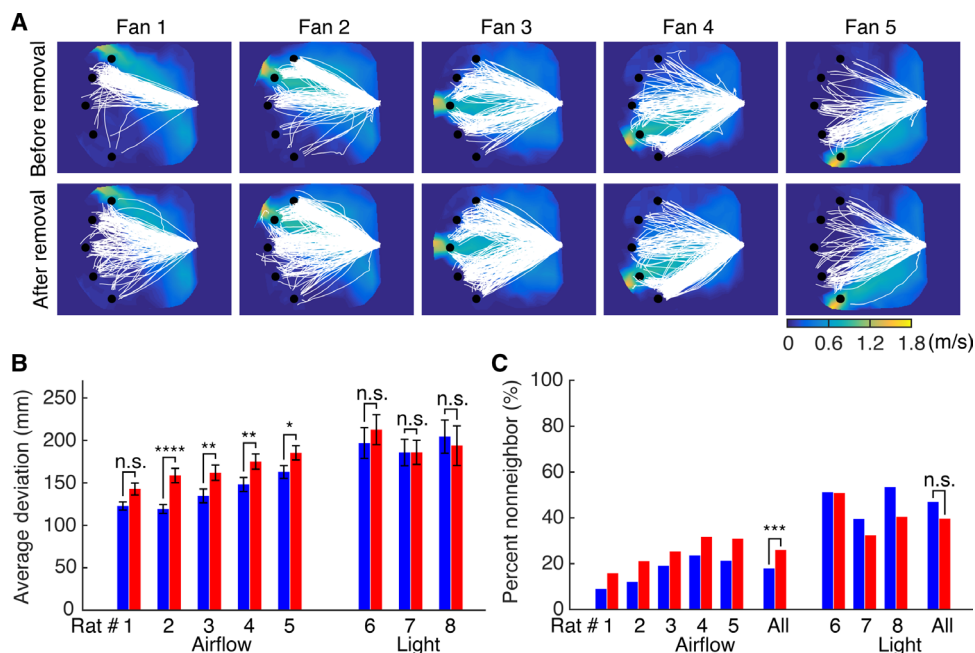 A
Fan 1 Fan 2 Fan 3 Fan 4 Fan 5
Before removal
After removal
0 0.6 1.2 1.8 (m/s)
B
Average deviation (mm)
250
200
150
100
50
0
n.s. **** ** ** * n.s. n.s. n.s.
Rat # 1 2 3 4 5 6 7 8
Airflow Light
C
Percent nonneighbor (%)
100
80
60
40
20
0
*** n.s.
Rat # 1 2 3 4 5 All 6 7 8 All
Airflow Light